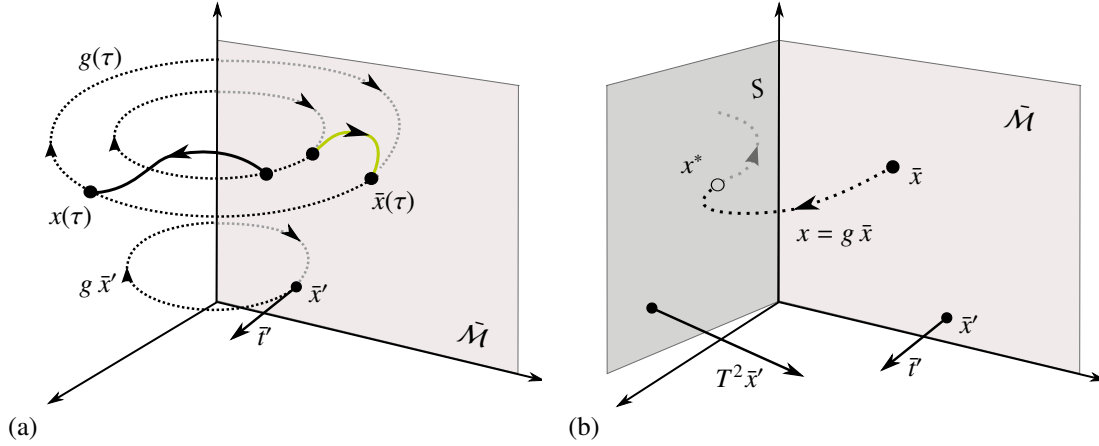 g(τ)
x(τ)
x̄(τ)
g x̄′
x̄′
t̄′
ℳ̄
(a)
S
ℳ̄
x*
x̄
x = g x̄
x̄′
t̄′
T² x̄′
(b)